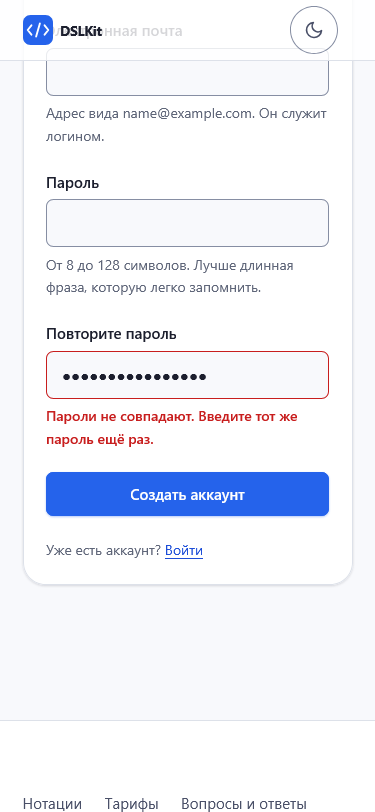 DSLKit
Адрес вида name@example.com. Он служит
логином.
Пароль
От 8 до 128 символов. Лучше длинная
фраза, которую легко запомнить.
Повторите пароль
••••••••••••••••
Пароли не совпадают. Введите тот же
пароль ещё раз.
Создать аккаунт
Уже есть аккаунт? Войти
Нотации Тарифы Вопросы и ответы